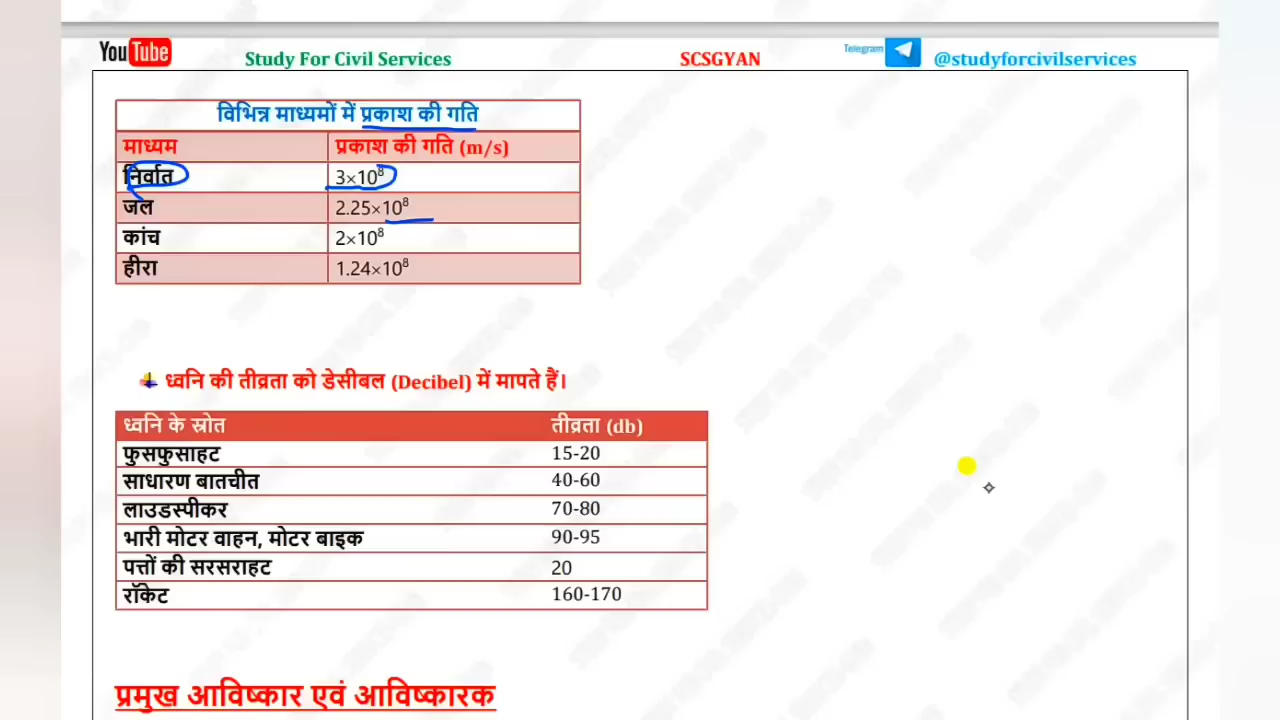 YouTube Study For Civil Services SCSGYAN Telegram @studyforcivilservices
विभिन्न माध्यमों में प्रकाश की गति
माध्यम प्रकाश की गति (m/s)
निर्वात 3×10⁸
जल 2.25×10⁸
कांच 2×10⁸
हीरा 1.24×10⁸
ध्वनि की तीव्रता को डेसीबल (Decibel) में मापते हैं।
ध्वनि के स्रोत तीव्रता (db)
फुसफुसाहट 15-20
साधारण बातचीत 40-60
लाउडस्पीकर 70-80
भारी मोटर वाहन, मोटर बाइक 90-95
पत्तों की सरसराहट 20
रॉकेट 160-170
प्रमुख आविष्कार एवं आविष्कारक